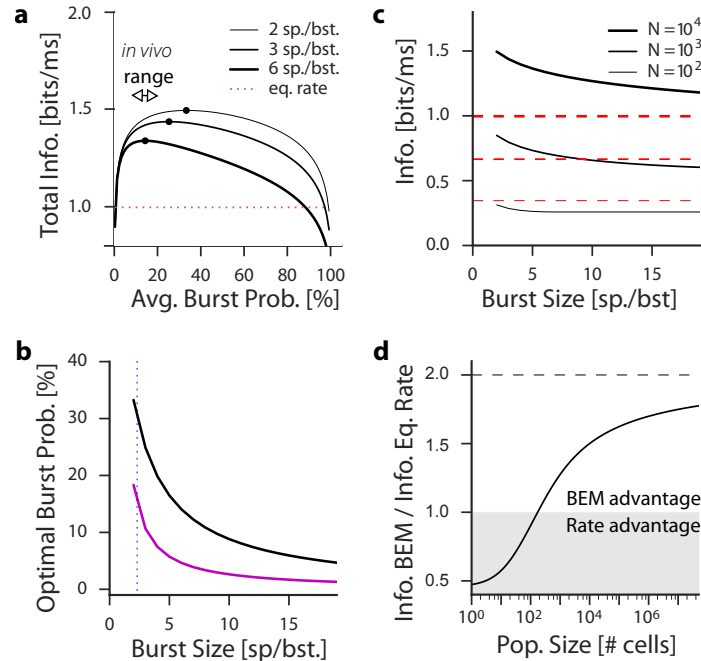 a
2.0
1.5
1.0
Total Info. [bits/ms]
in vivo
range
2 sp./bst.
3 sp./bst.
6 sp./bst.
eq. rate
0 20 40 60 80 100
Avg. Burst Prob. [%]
c
1.5
1.0
0.5
0.0
Info. [bits/ms]
N = 10⁴
N = 10³
N = 10²
0 5 10 15
Burst Size [sp./bst]
b
40
30
20
10
0
Optimal Burst Prob. [%]
0 5 10 15
Burst Size [sp/bst.]
d
2.0
1.5
1.0
0.5
Info. BEM / Info. Eq. Rate
BEM advantage
Rate advantage
10⁰ 10² 10⁴ 10⁶
Pop. Size [# cells]